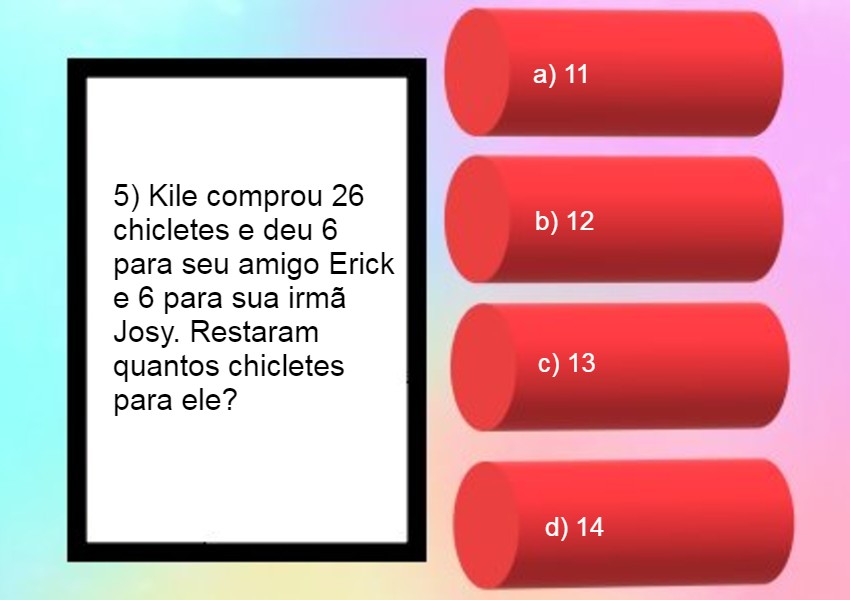 5) Kile comprou 26
chicletes e deu 6
para seu amigo Erick
e 6 para sua irmã
Josy. Restaram
quantos chicletes
para ele?
a) 11
b) 12
c) 13
d) 14